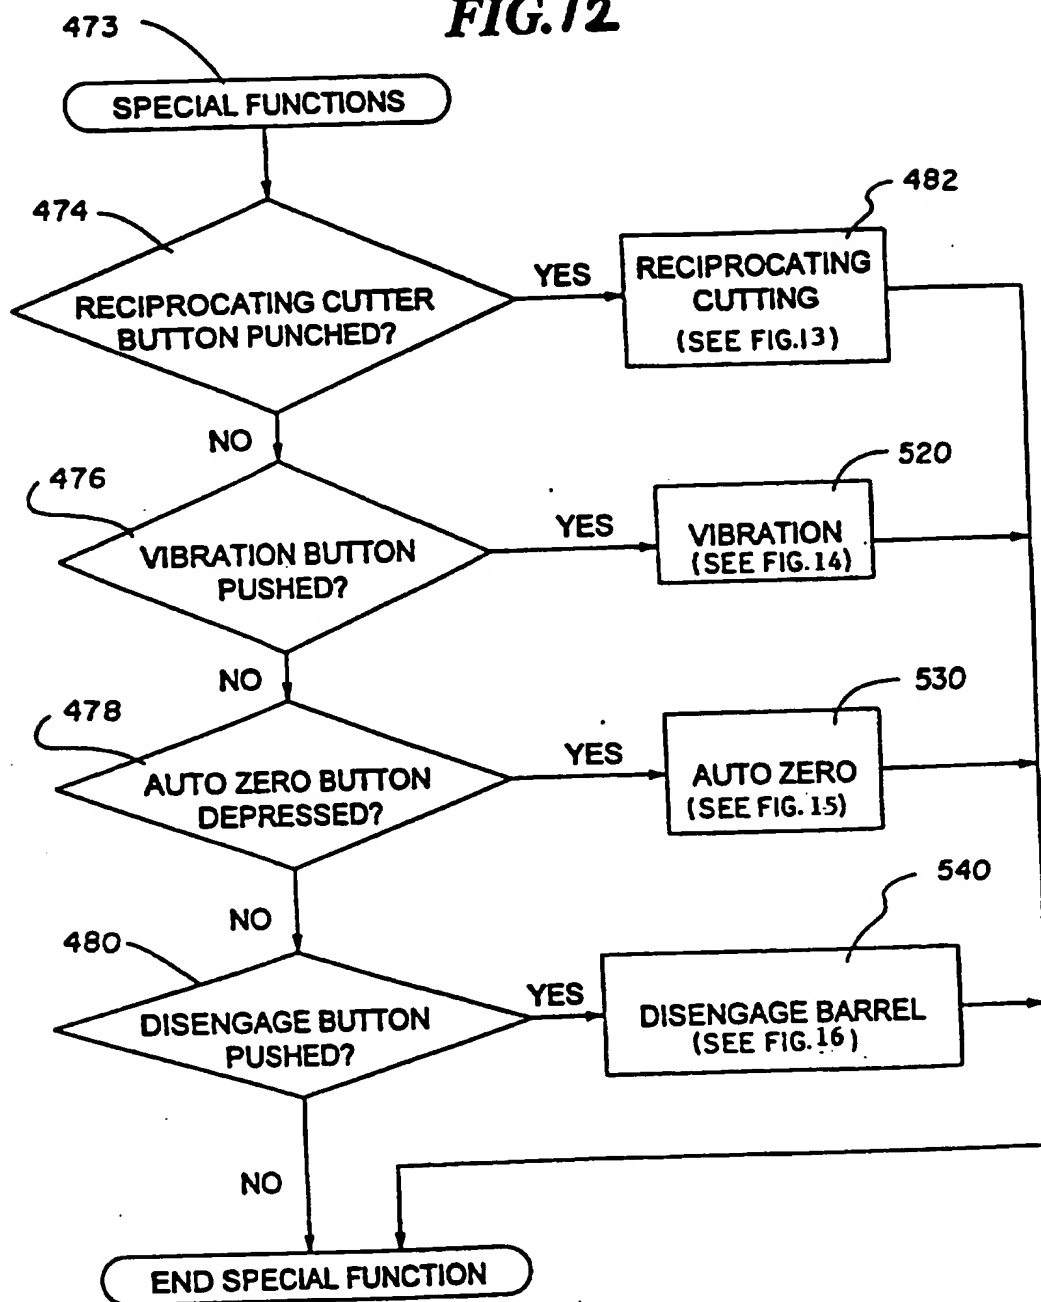 FIG.12
473
SPECIAL FUNCTIONS
474
RECIPROCATING CUTTER
BUTTON PUNCHED?
YES
482
RECIPROCATING
CUTTING
(SEE FIG.13)
NO
476
VIBRATION BUTTON
PUSHED?
YES
520
VIBRATION
(SEE FIG.14)
NO
478
AUTO ZERO BUTTON
DEPRESSED?
YES
530
AUTO ZERO
(SEE FIG. 15)
NO
480
DISENGAGE BUTTON
PUSHED?
YES
540
DISENGAGE BARREL
(SEE FIG.16)
NO
END SPECIAL FUNCTION